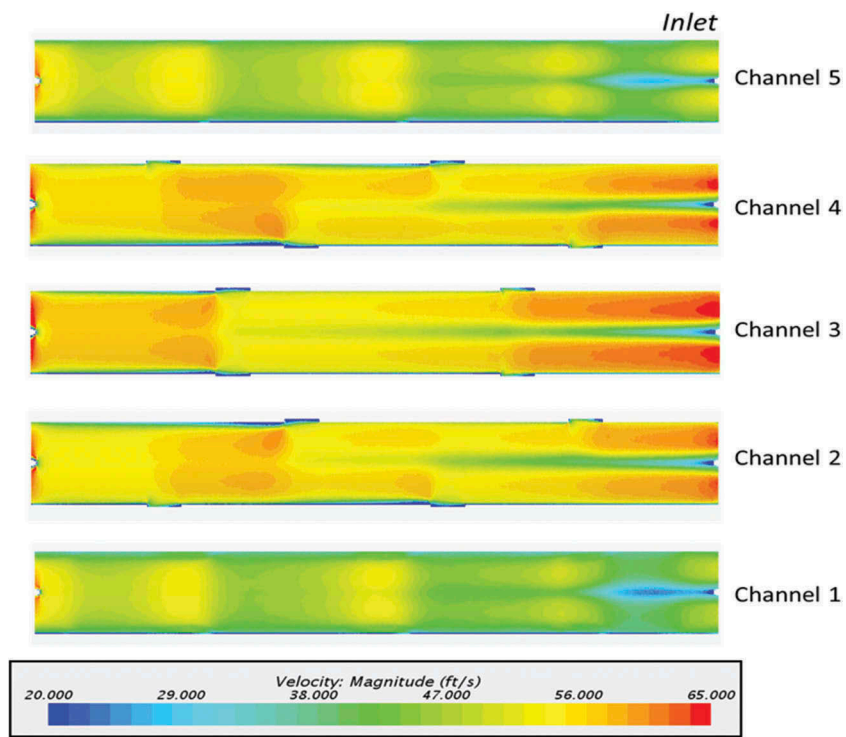 Inlet
Channel 5
Channel 4
Channel 3
Channel 2
Channel 1
Velocity: Magnitude (ft/s)
20.000 29.000 38.000 47.000 56.000 65.000